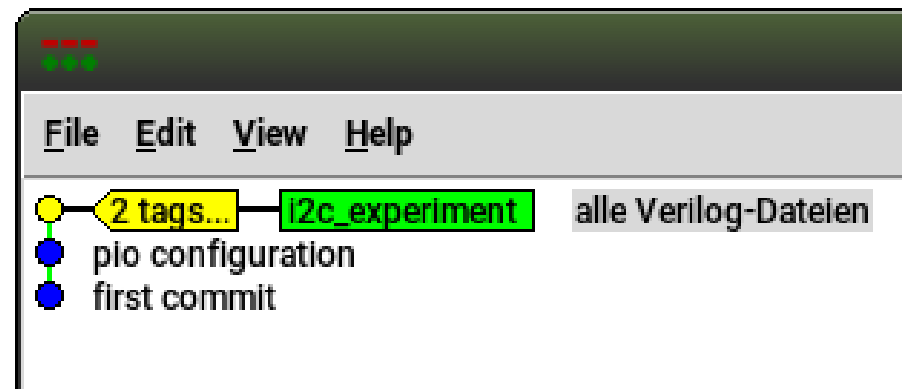 File Edit View Help
2 tags... i2c_experiment alle Verilog-Dateien
pio configuration
first commit